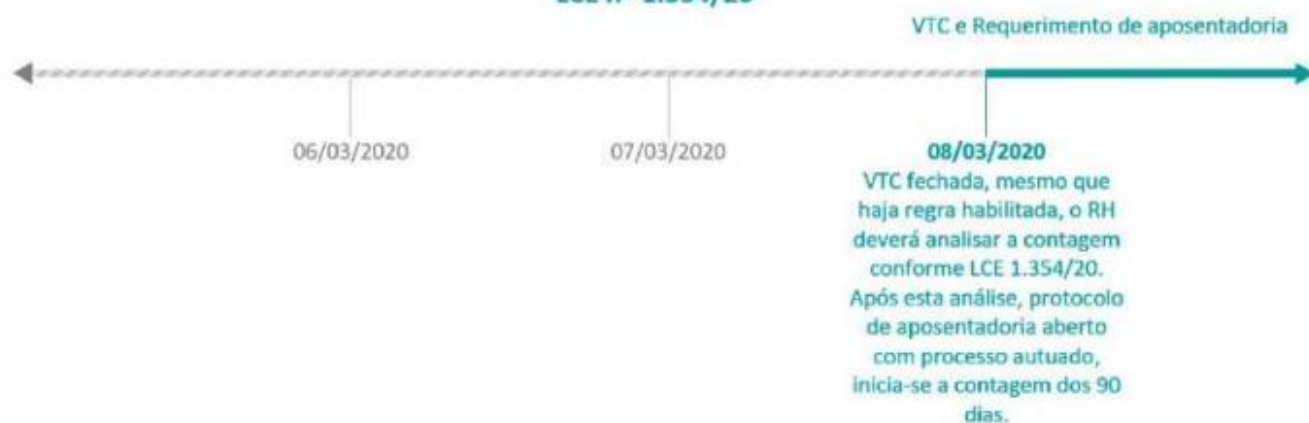 VTC e Requerimento de aposentadoria
06/03/2020
07/03/2020
08/03/2020
VTC fechada, mesmo que
haja regra habilitada, o RH
deverá analisar a contagem
conforme LCE 1.354/20.
Após esta análise, protocolo
de aposentadoria aberto
com processo autuado,
inicia-se a contagem dos 90
dias.